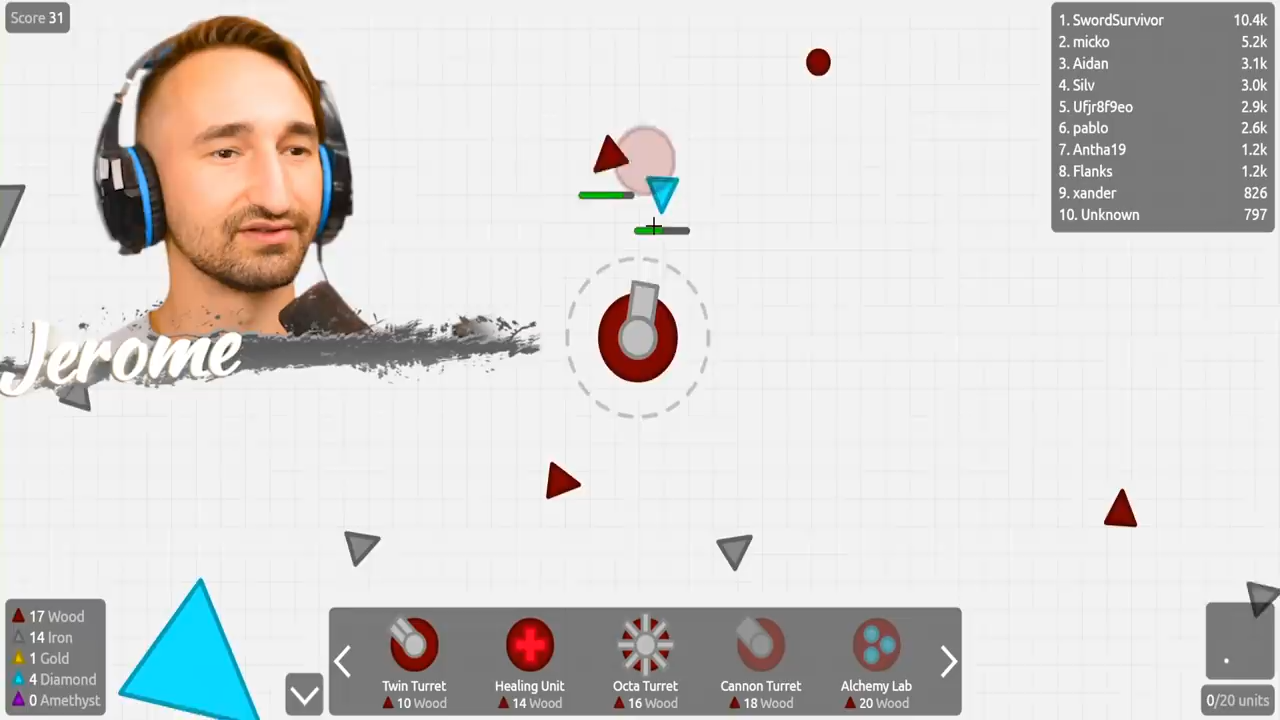 Score 31
1. SwordSurvivor 10.4k
2. micko 5.2k
3. Aidan 3.1k
4. Silv 3.0k
5. Ufjr8f9eo 2.9k
6. pablo 2.6k
7. Antha19 1.2k
8. Flanks 1.2k
9. xander 826
10. Unknown 797
Jerome
17 Wood
14 Iron
1 Gold
4 Diamond
0 Amethyst
Twin Turret
10 Wood
Healing Unit
14 Wood
Octa Turret
16 Wood
Cannon Turret
18 Wood
Alchemy Lab
20 Wood
0/20 units